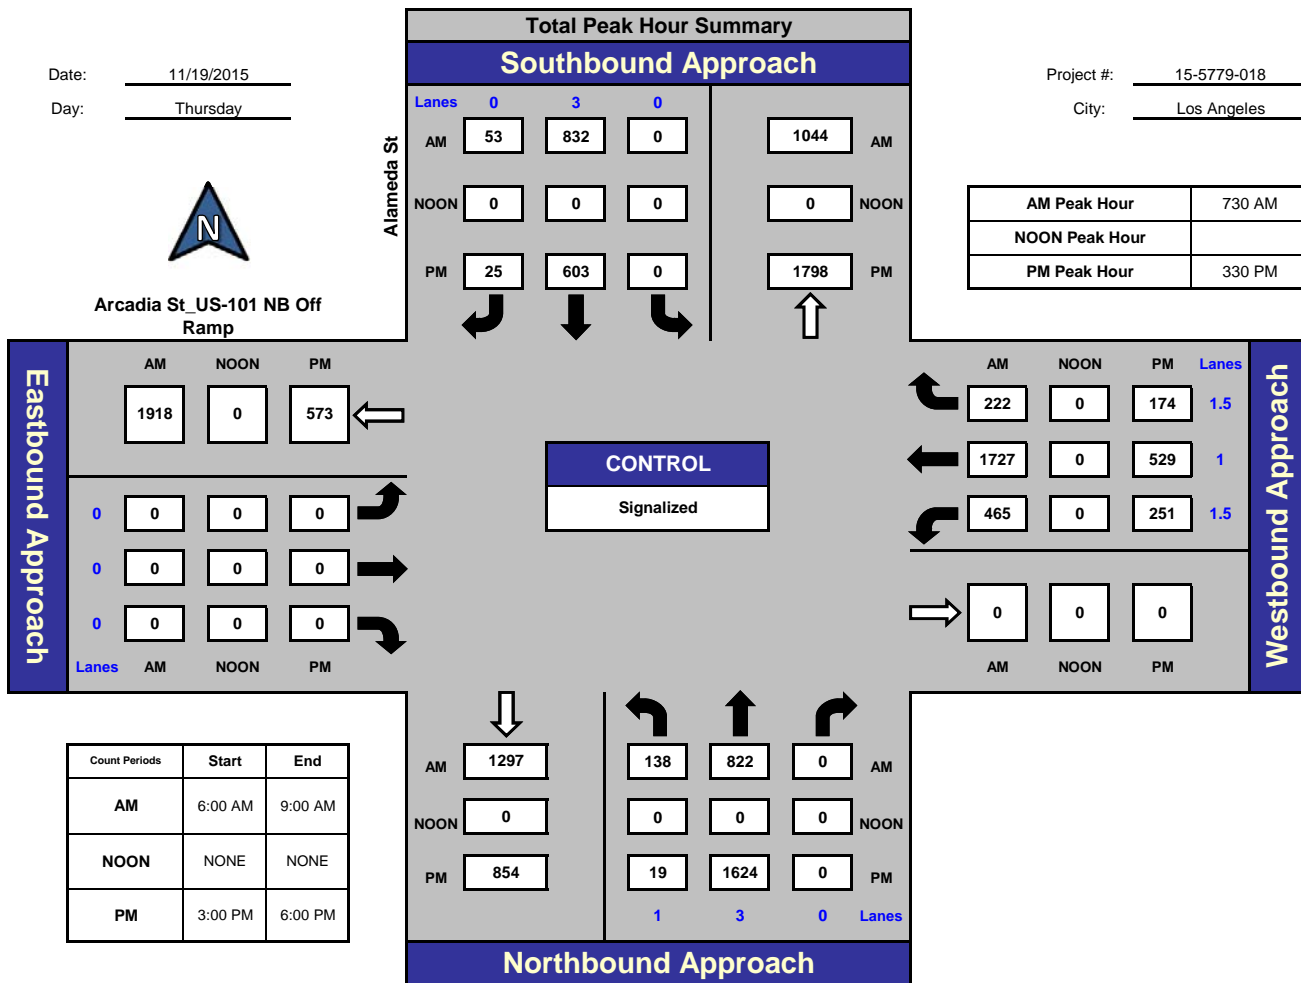 Total Peak Hour Summary
Southbound Approach
Date: 11/19/2015
Day: Thursday
Project #: 15-5779-018
City: Los Angeles
N
Arcadia St_US-101 NB Off
Ramp
Alameda St
Lanes 0 3 0
AM 53 832 0 1044 AM
NOON 0 0 0 0 NOON
PM 25 603 0 1798 PM
AM Peak Hour 730 AM
NOON Peak Hour
PM Peak Hour 330 PM
Eastbound Approach
AM NOON PM
1918 0 573
0 0 0 0
0 0 0 0
0 0 0 0
Lanes AM NOON PM
CONTROL
Signalized
AM NOON PM Lanes
222 0 174 1.5
1727 0 529 1
465 0 251 1.5
0 0 0
AM NOON PM
Westbound Approach
Count Periods Start End
AM 6:00 AM 9:00 AM
NOON NONE NONE
PM 3:00 PM 6:00 PM
AM 1297 138 822 0 AM
NOON 0 0 0 0 NOON
PM 854 19 1624 0 PM
1 3 0 Lanes
Northbound Approach